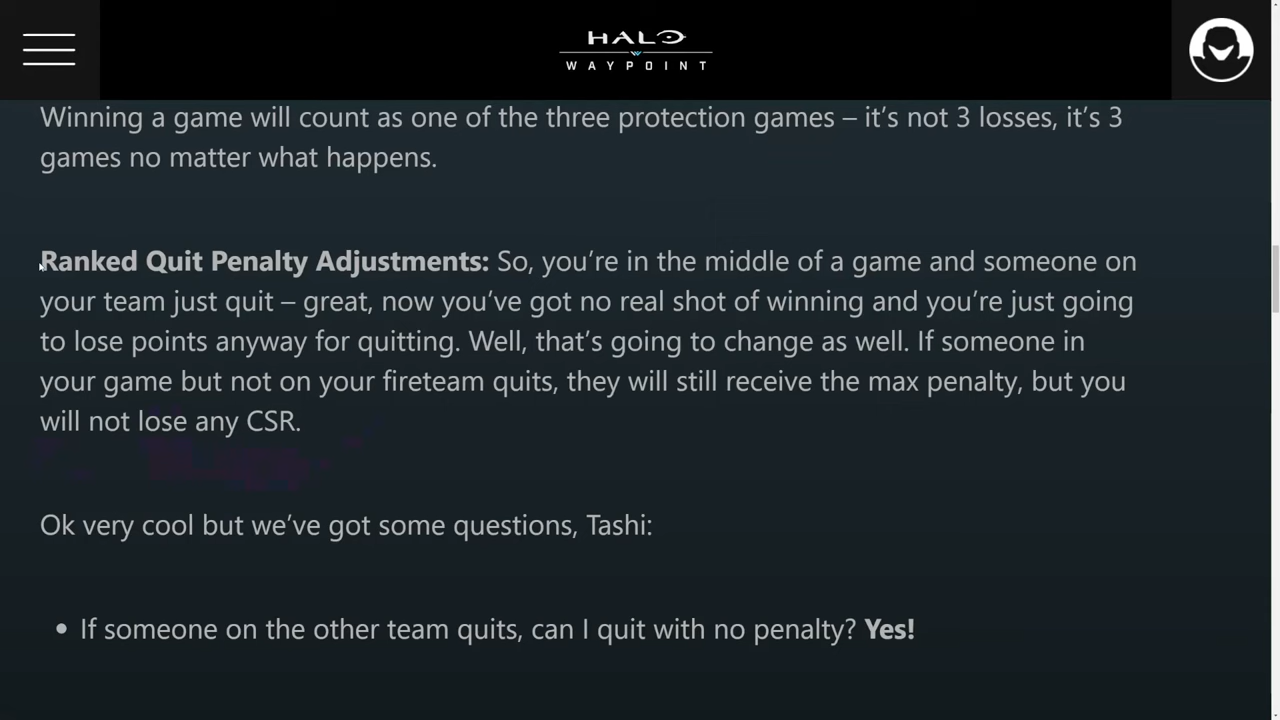 HALO
WAYPOINT
Winning a game will count as one of the three protection games – it’s not 3 losses, it’s 3
games no matter what happens.
Ranked Quit Penalty Adjustments: So, you’re in the middle of a game and someone on
your team just quit – great, now you’ve got no real shot of winning and you’re just going
to lose points anyway for quitting. Well, that’s going to change as well. If someone in
your game but not on your fireteam quits, they will still receive the max penalty, but you
will not lose any CSR.
Ok very cool but we’ve got some questions, Tashi:
• If someone on the other team quits, can I quit with no penalty? Yes!